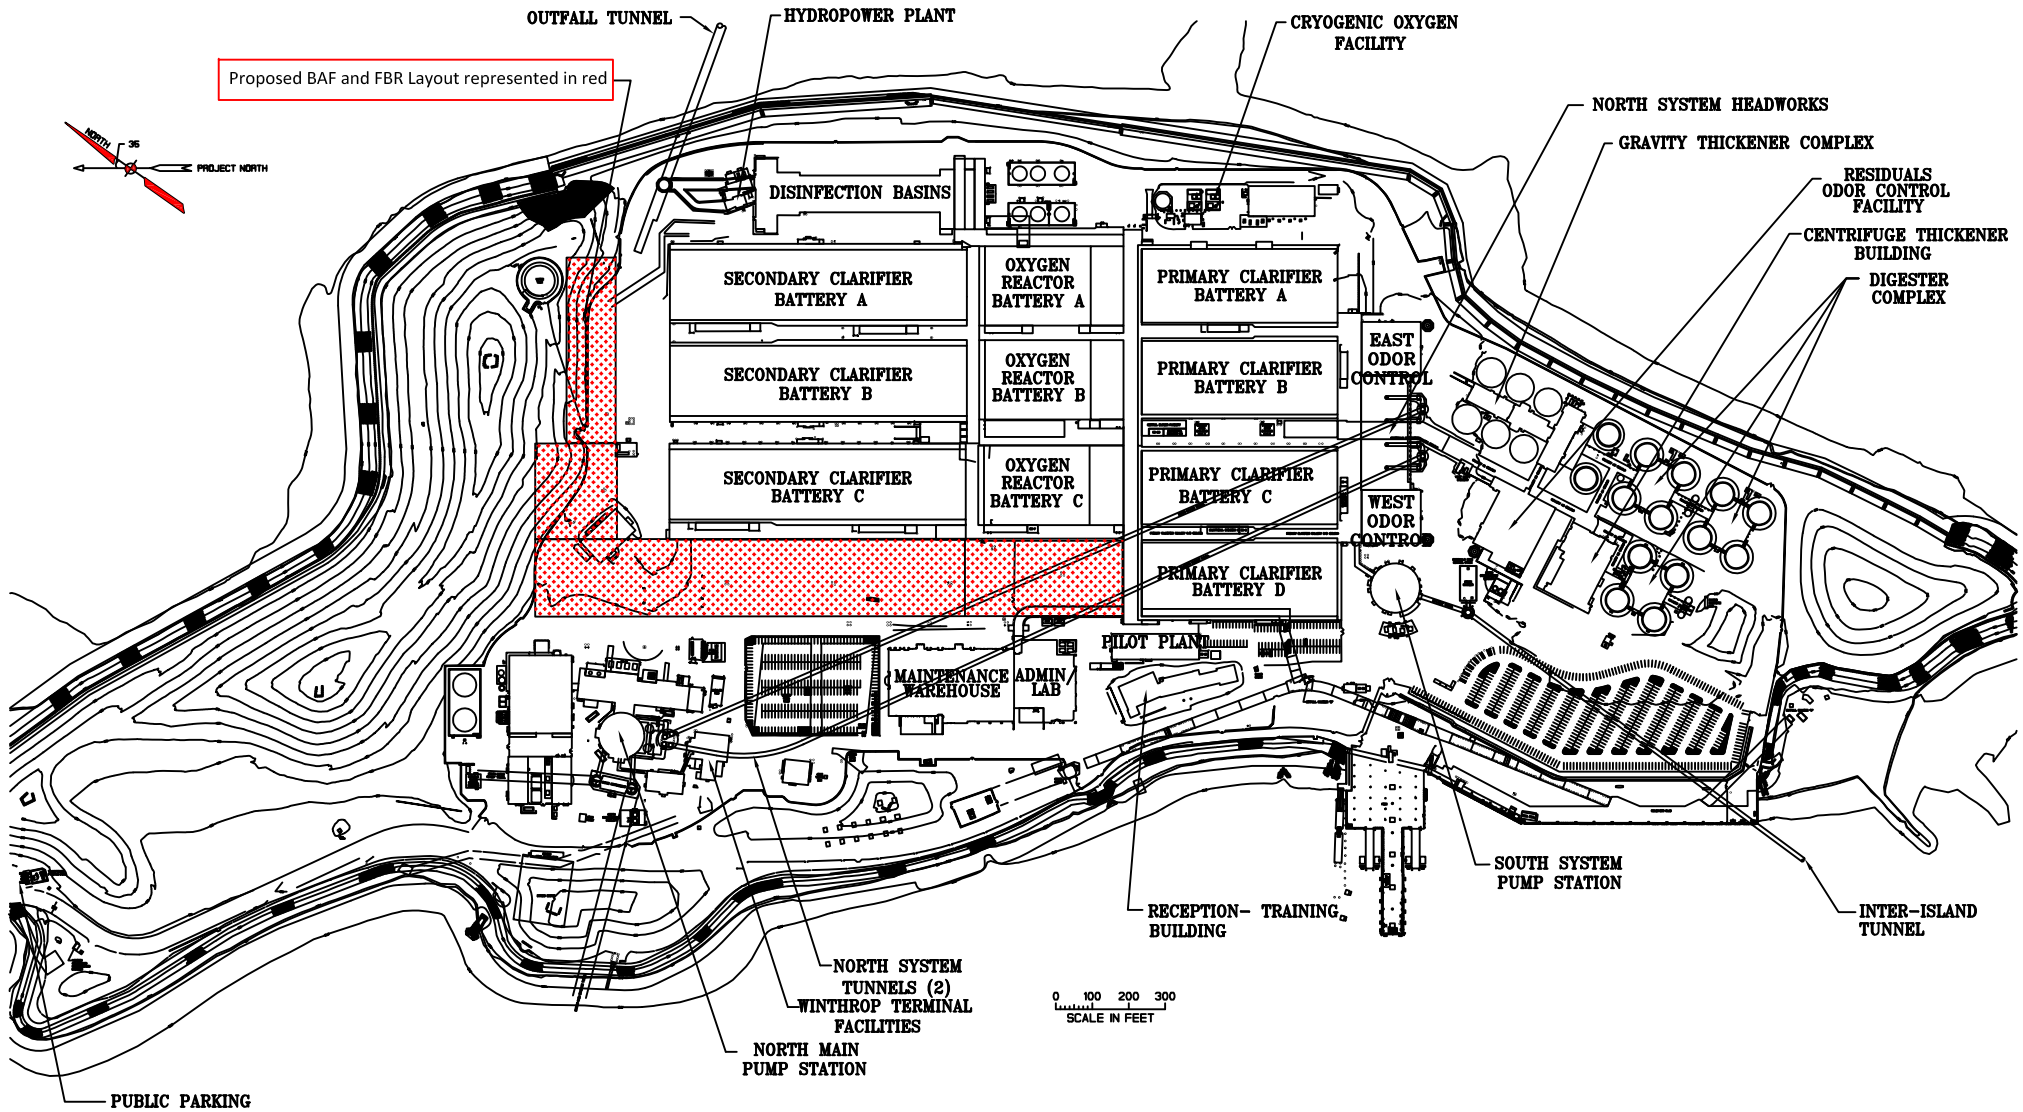 OUTFALL TUNNEL
HYDROPOWER PLANT
CRYOGENIC OXYGEN
FACILITY
Proposed BAF and FBR Layout represented in red
NORTH SYSTEM HEADWORKS
GRAVITY THICKENER COMPLEX
NORTH
36
PROJECT NORTH
RESIDUALS
ODOR CONTROL
FACILITY
DISINFECTION BASINS
CENTRIFUGE THICKENER
BUILDING
DIGESTER
COMPLEX
SECONDARY CLARIFIER
BATTERY A
OXYGEN
REACTOR
BATTERY A
PRIMARY CLARIFIER
BATTERY A
EAST
ODOR
CONTROL
SECONDARY CLARIFIER
BATTERY B
OXYGEN
REACTOR
BATTERY B
PRIMARY CLARIFIER
BATTERY B
SECONDARY CLARIFIER
BATTERY C
OXYGEN
REACTOR
BATTERY C
PRIMARY CLARIFIER
BATTERY C
WEST
ODOR
CONTROL
PRIMARY CLARIFIER
BATTERY D
PILOT PLANT
MAINTENANCE
WAREHOUSE
ADMIN/
LAB
SOUTH SYSTEM
PUMP STATION
RECEPTION- TRAINING
BUILDING
INTER-ISLAND
TUNNEL
NORTH SYSTEM
TUNNELS (2)
WINTHROP TERMINAL
FACILITIES
NORTH MAIN
PUMP STATION
0 100 200 300
SCALE IN FEET
PUBLIC PARKING